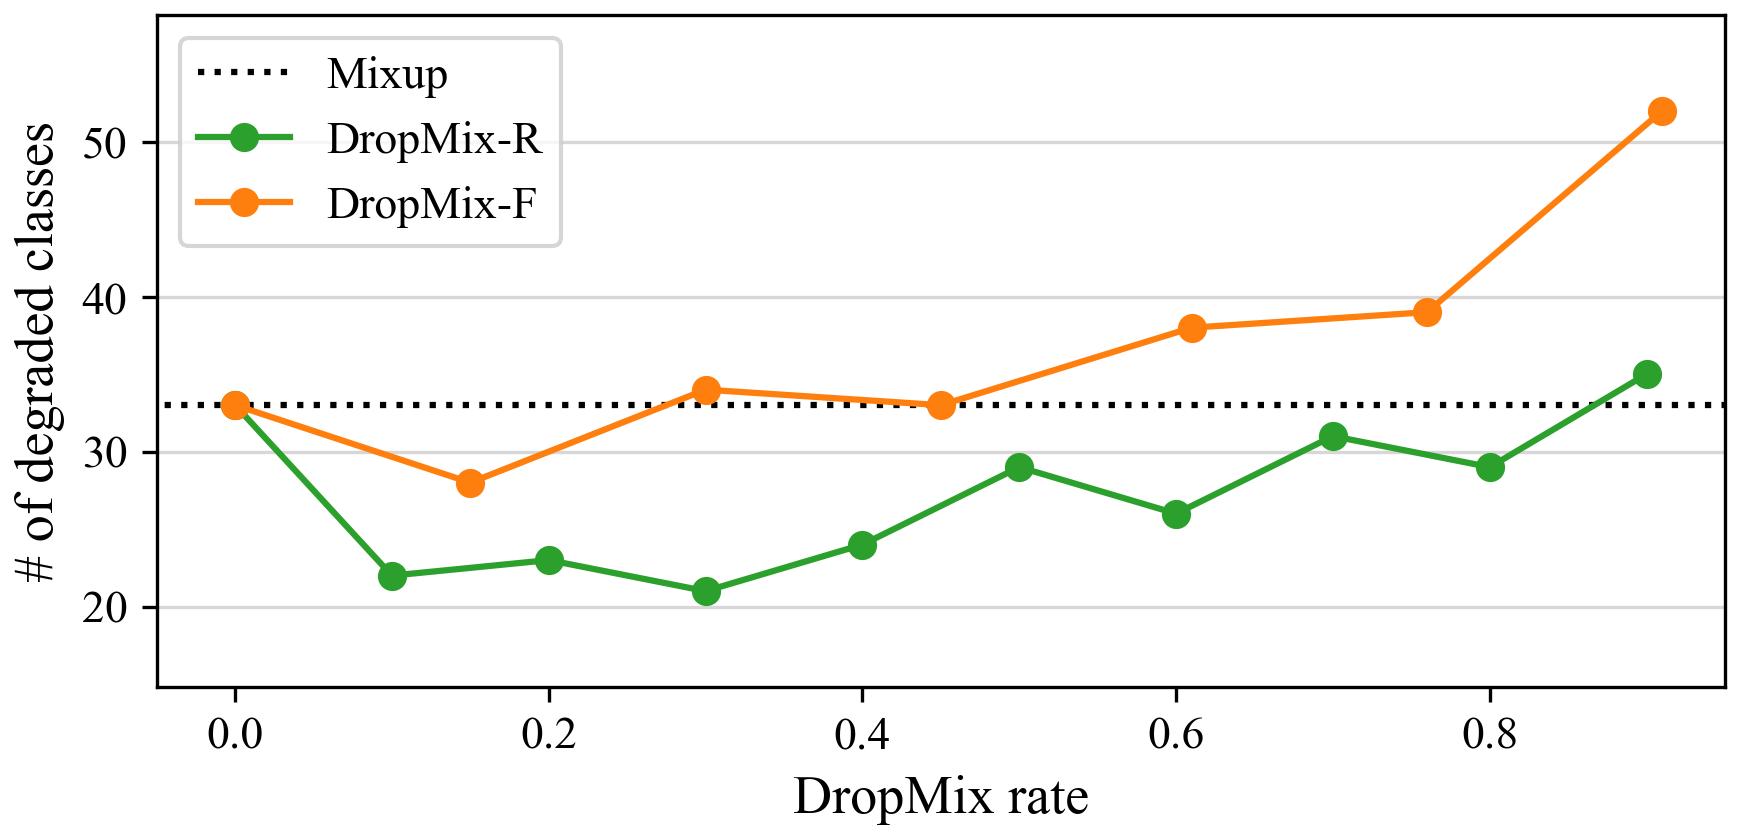 Mixup
DropMix-R
DropMix-F
# of degraded classes
50
40
30
20
0.0 0.2 0.4 0.6 0.8
DropMix rate